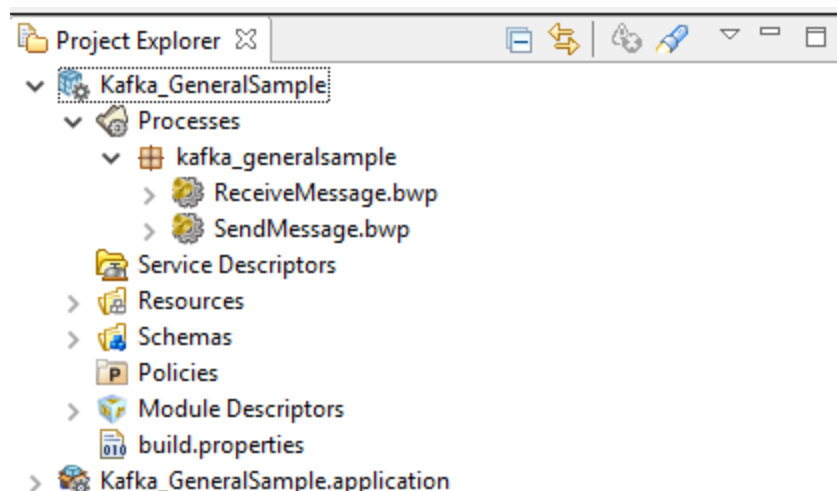 Project Explorer
Kafka_GeneralSample
Processes
kafka_generalsample
ReceiveMessage.bwp
SendMessage.bwp
Service Descriptors
Resources
Schemas
P Policies
Module Descriptors
010 build.properties
Kafka_GeneralSample.application